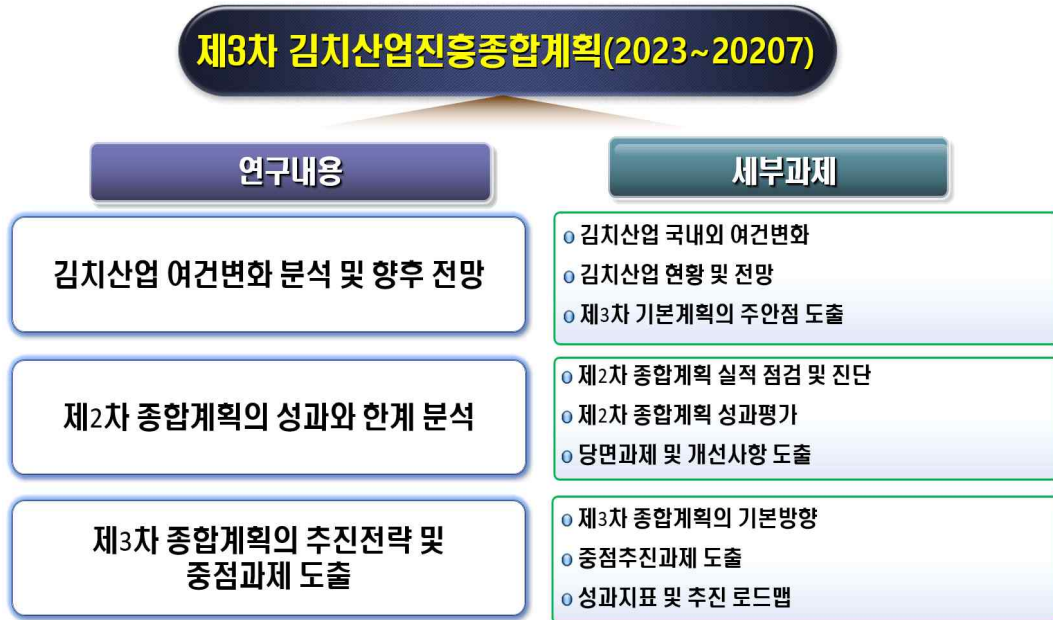 제3차 김치산업진흥종합계획(2023~20207)
연구내용
세부과제
김치산업 여건변화 분석 및 향후 전망
김치산업 국내외 여건변화
김치산업 현황 및 전망
제3차 기본계획의 주안점 도출
제2차 종합계획의 성과와 한계 분석
제2차 종합계획 실적 점검 및 진단
제2차 종합계획 성과평가
당면과제 및 개선사항 도출
제3차 종합계획의 추진전략 및
중점과제 도출
제3차 종합계획의 기본방향
중점추진과제 도출
성과지표 및 추진 로드맵